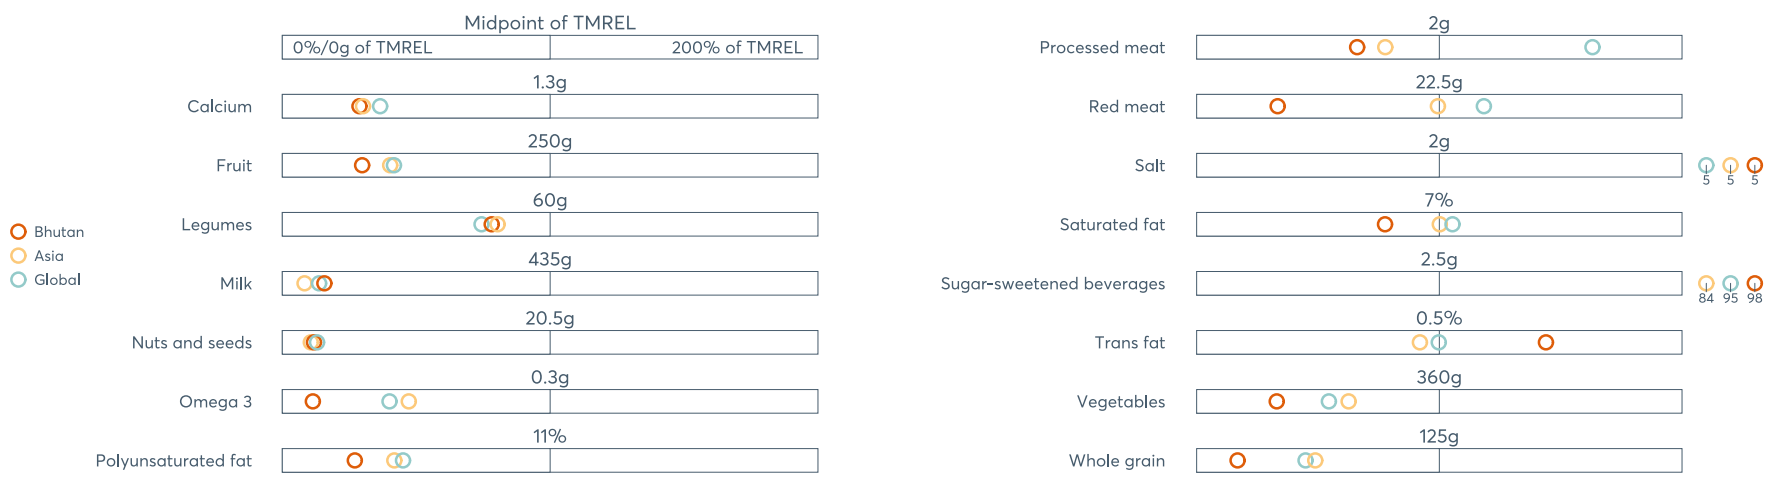 Midpoint of TMREL
0%/0g of TMREL 200% of TMREL
1.3g
Calcium
250g
Fruit
60g
Legumes
435g
Milk
20.5g
Nuts and seeds
0.3g
Omega 3
11%
Polyunsaturated fat
Bhutan
Asia
Global
2g
Processed meat
22.5g
Red meat
2g
Salt
5 5 5
7%
Saturated fat
2.5g
Sugar-sweetened beverages
84 95 98
0.5%
Trans fat
360g
Vegetables
125g
Whole grain